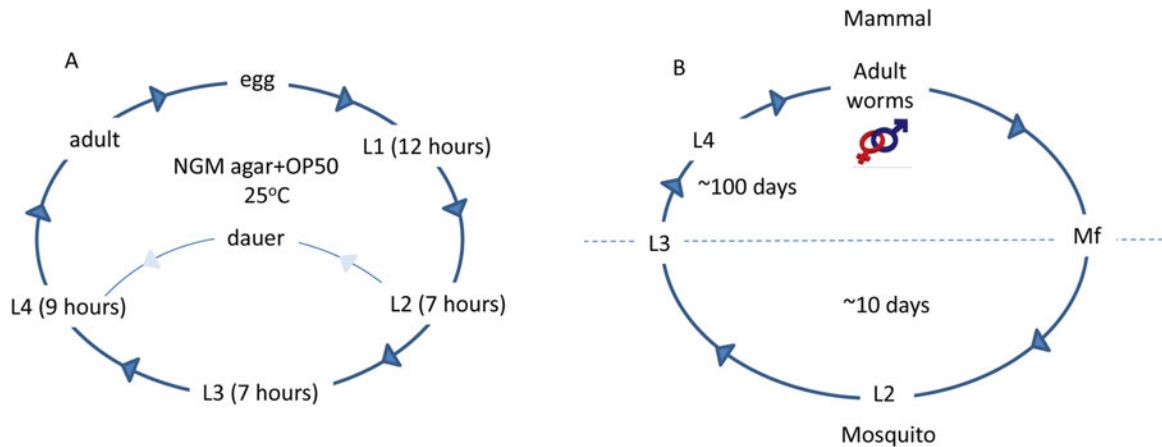 A
egg
adult
L1 (12 hours)
NGM agar+OP50
25°C
dauer
L4 (9 hours)
L2 (7 hours)
L3 (7 hours)
Mammal
B
Adult
worms
L4
~100 days
L3
Mf
~10 days
L2
Mosquito